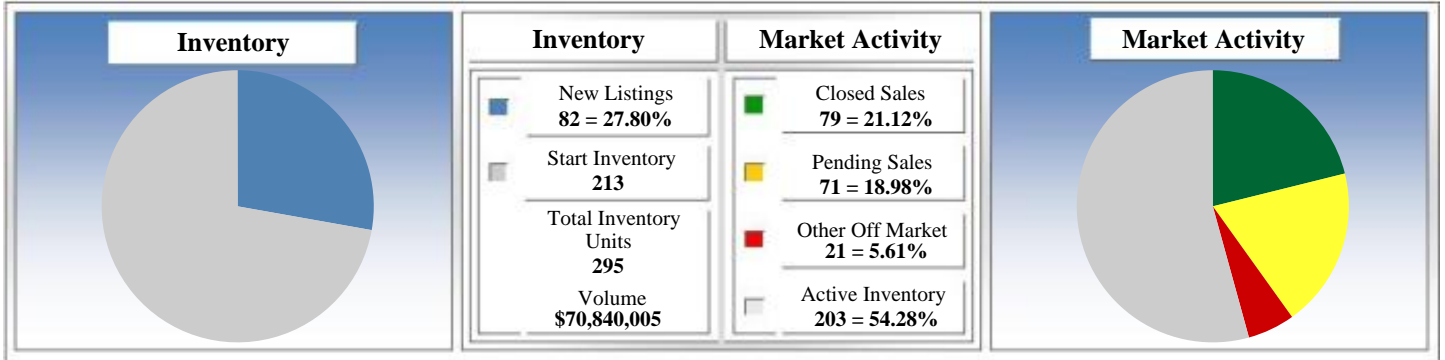 Inventory
Inventory
Market Activity
New Listings
82 = 27.80%
Start Inventory
213
Total Inventory
Units
295
Volume
$70,840,005
Closed Sales
79 = 21.12%
Pending Sales
71 = 18.98%
Other Off Market
21 = 5.61%
Active Inventory
203 = 54.28%
Market Activity